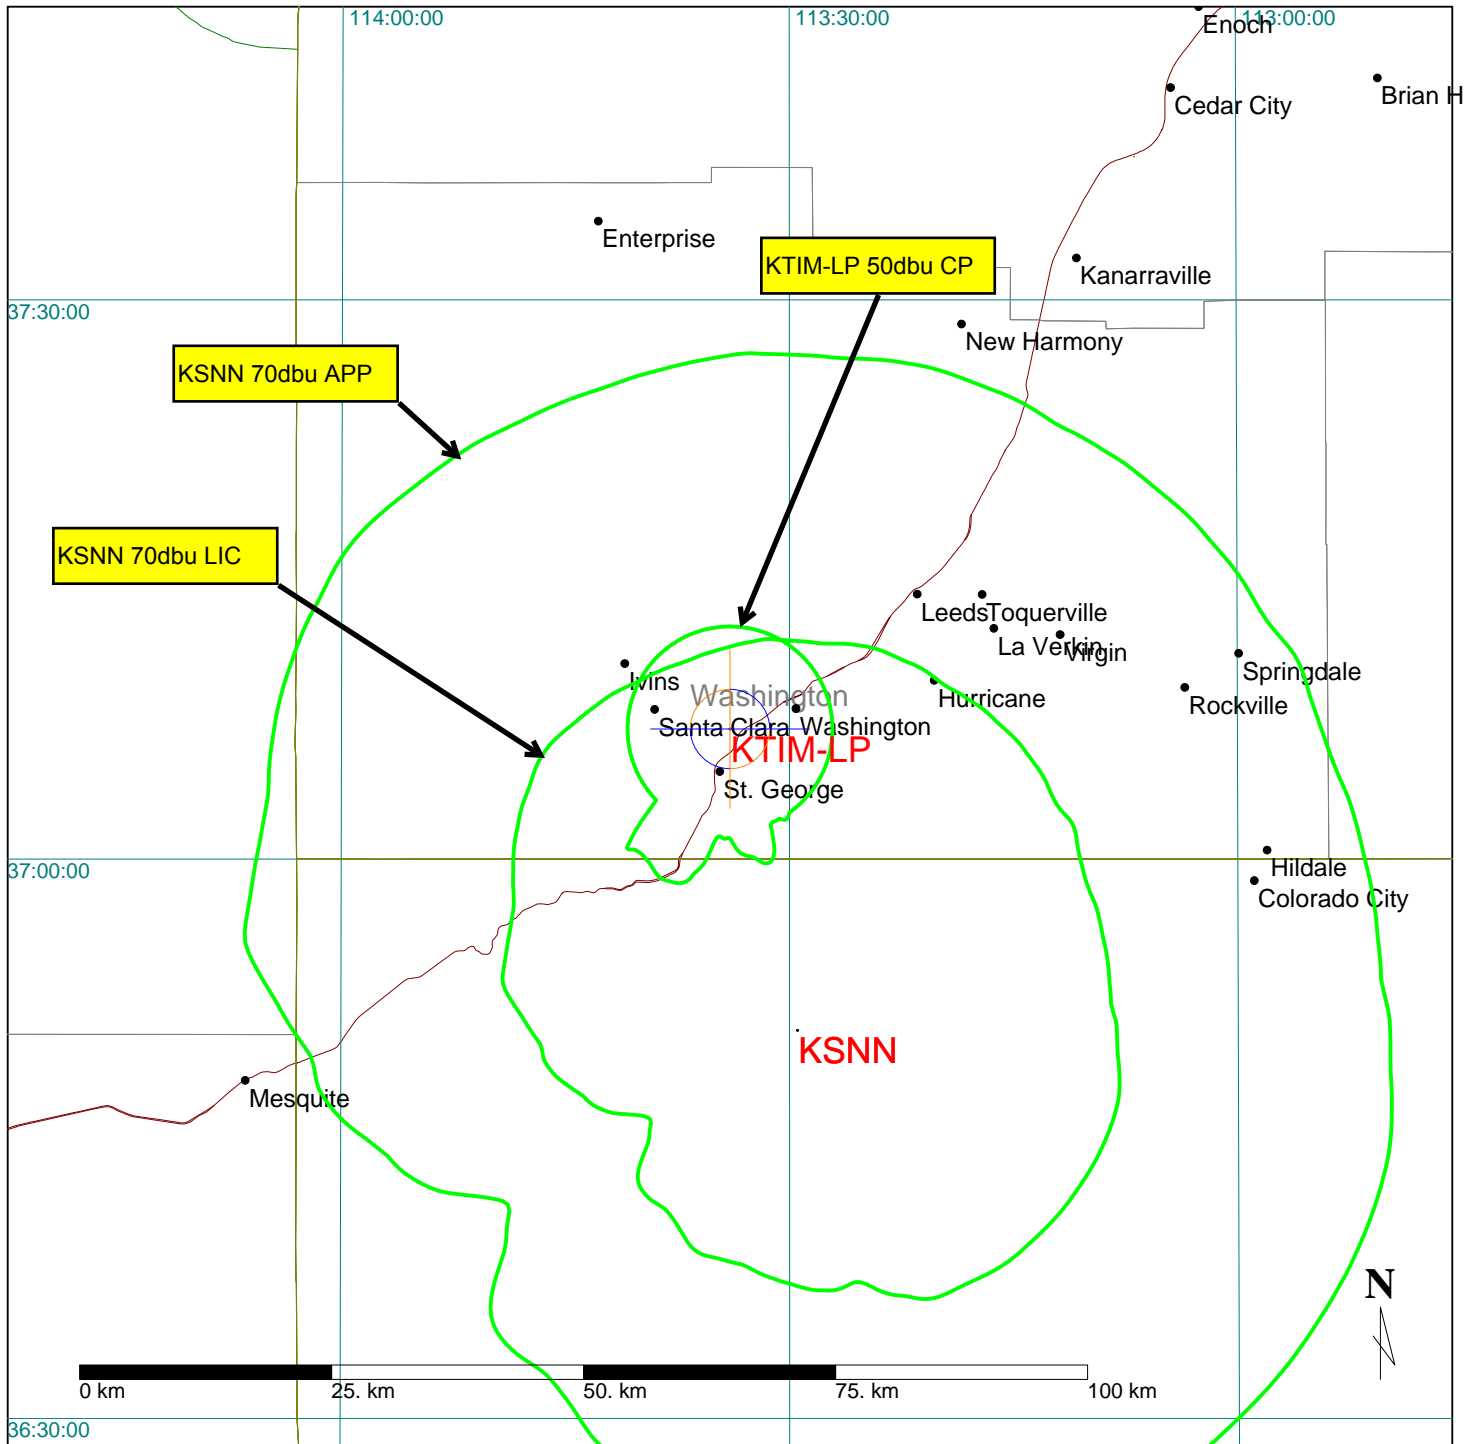 114:00:00
113:30:00
113:00:00
Enoch
Cedar City
Brian H
Enterprise
KTIM-LP 50dbu CP
Kanarraville
37:30:00
New Harmony
KSNN 70dbu APP
KSNN 70dbu LIC
Leeds
Toquerville
La Verkin
Virgin
Springdale
Ivins
Washington
Hurricane
Rockville
Santa Clara
Washington
KTIM-LP
St. George
37:00:00
Hildale
Colorado City
KSNN
Mesquite
N
0 km
25. km
50. km
75. km
100 km
36:30:00